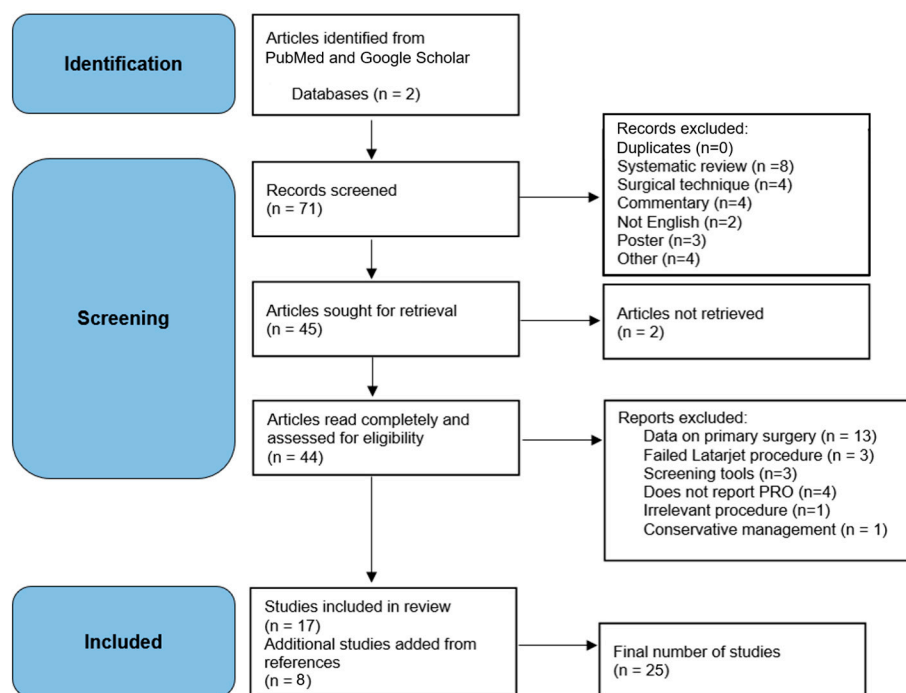 Identification
Articles identified from
PubMed and Google Scholar
Databases (n = 2)
Screening
Records screened
(n = 71)
Records excluded:
Duplicates (n=0)
Systematic review (n =8)
Surgical technique (n=4)
Commentary (n=4)
Not English (n=2)
Poster (n=3)
Other (n=4)
Articles sought for retrieval
(n = 45)
Articles not retrieved
(n = 2)
Articles read completely and
assessed for eligibility
(n = 44)
Reports excluded:
Data on primary surgery (n = 13)
Failed Latarjet procedure (n = 3)
Screening tools (n=3)
Does not report PRO (n=4)
Irrelevant procedure (n=1)
Conservative management (n = 1)
Included
Studies included in review
(n = 17)
Additional studies added from
references
(n = 8)
Final number of studies
(n = 25)